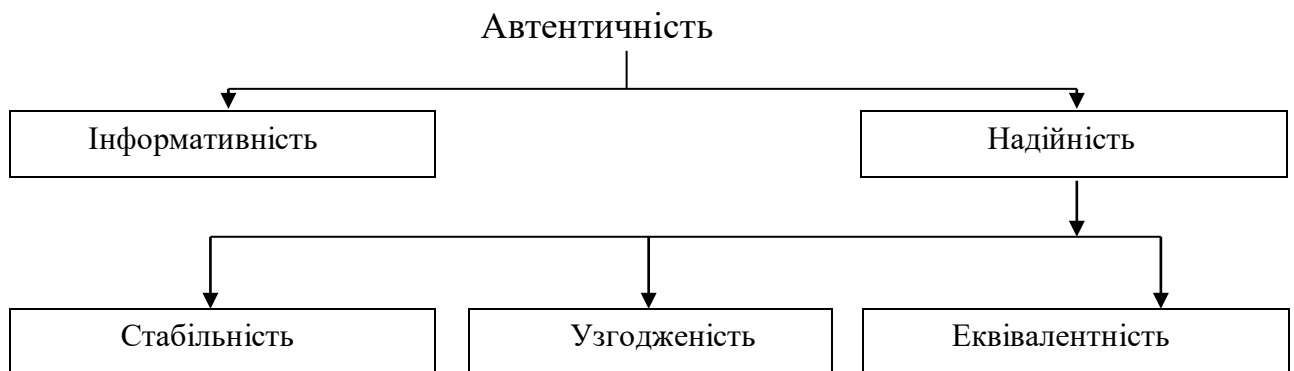 Автентичність
Інформативність
Надійність
Стабільність
Узгодженість
Еквівалентність